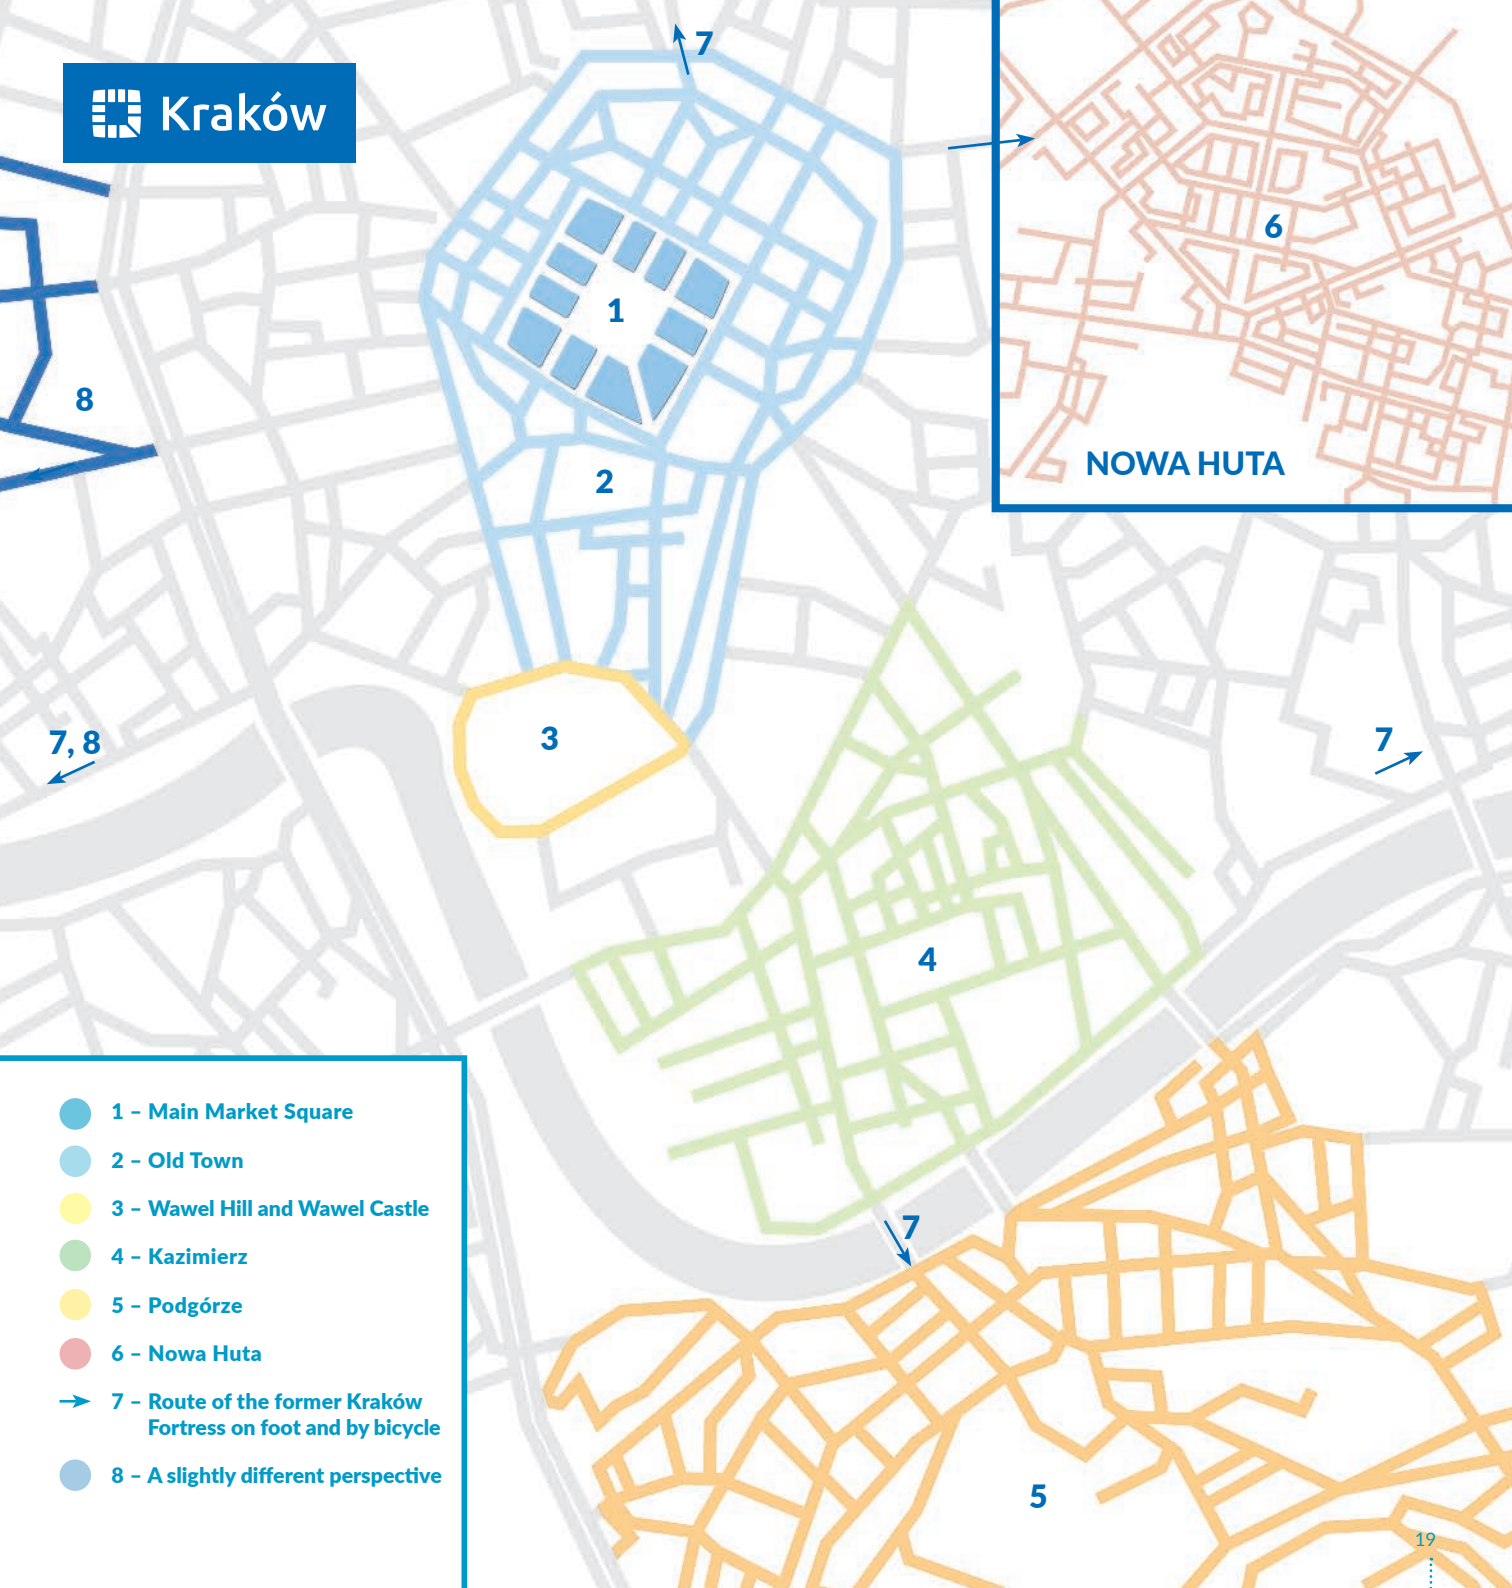 7
Kraków
6
1
8
NOWA HUTA
2
3
7, 8
7
4
1 – Main Market Square
2 – Old Town
3 – Wawel Hill and Wawel Castle
7
4 – Kazimierz
5 – Podgórze
6 – Nowa Huta
7 – Route of the former Kraków
Fortress on foot and by bicycle
8 – A slightly different perspective
5
19